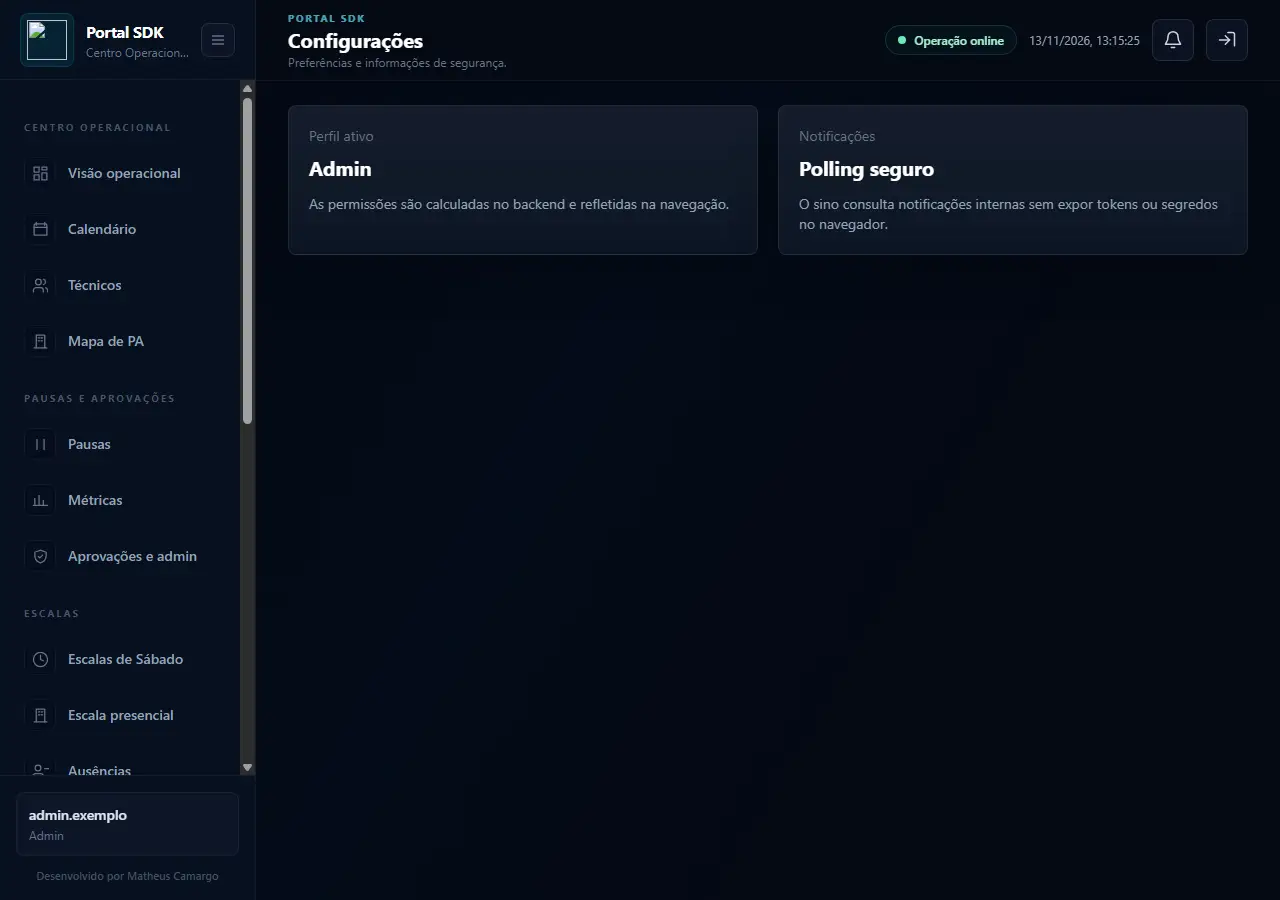 Portal SDK
Centro Operacion...
CENTRO OPERACIONAL
Visão operacional
Calendário
Técnicos
Mapa de PA
PAUSAS E APROVAÇÕES
Pausas
Métricas
Aprovações e admin
ESCALAS
Escalas de Sábado
Escala presencial
Ausências
admin.exemplo
Admin
Desenvolvido por Matheus Camargo
PORTAL SDK
Configurações
Preferências e informações de segurança.
Operação online
13/11/2026, 13:15:25
Perfil ativo
Admin
As permissões são calculadas no backend e refletidas na navegação.
Notificações
Polling seguro
O sino consulta notificações internas sem expor tokens ou segredos
no navegador.